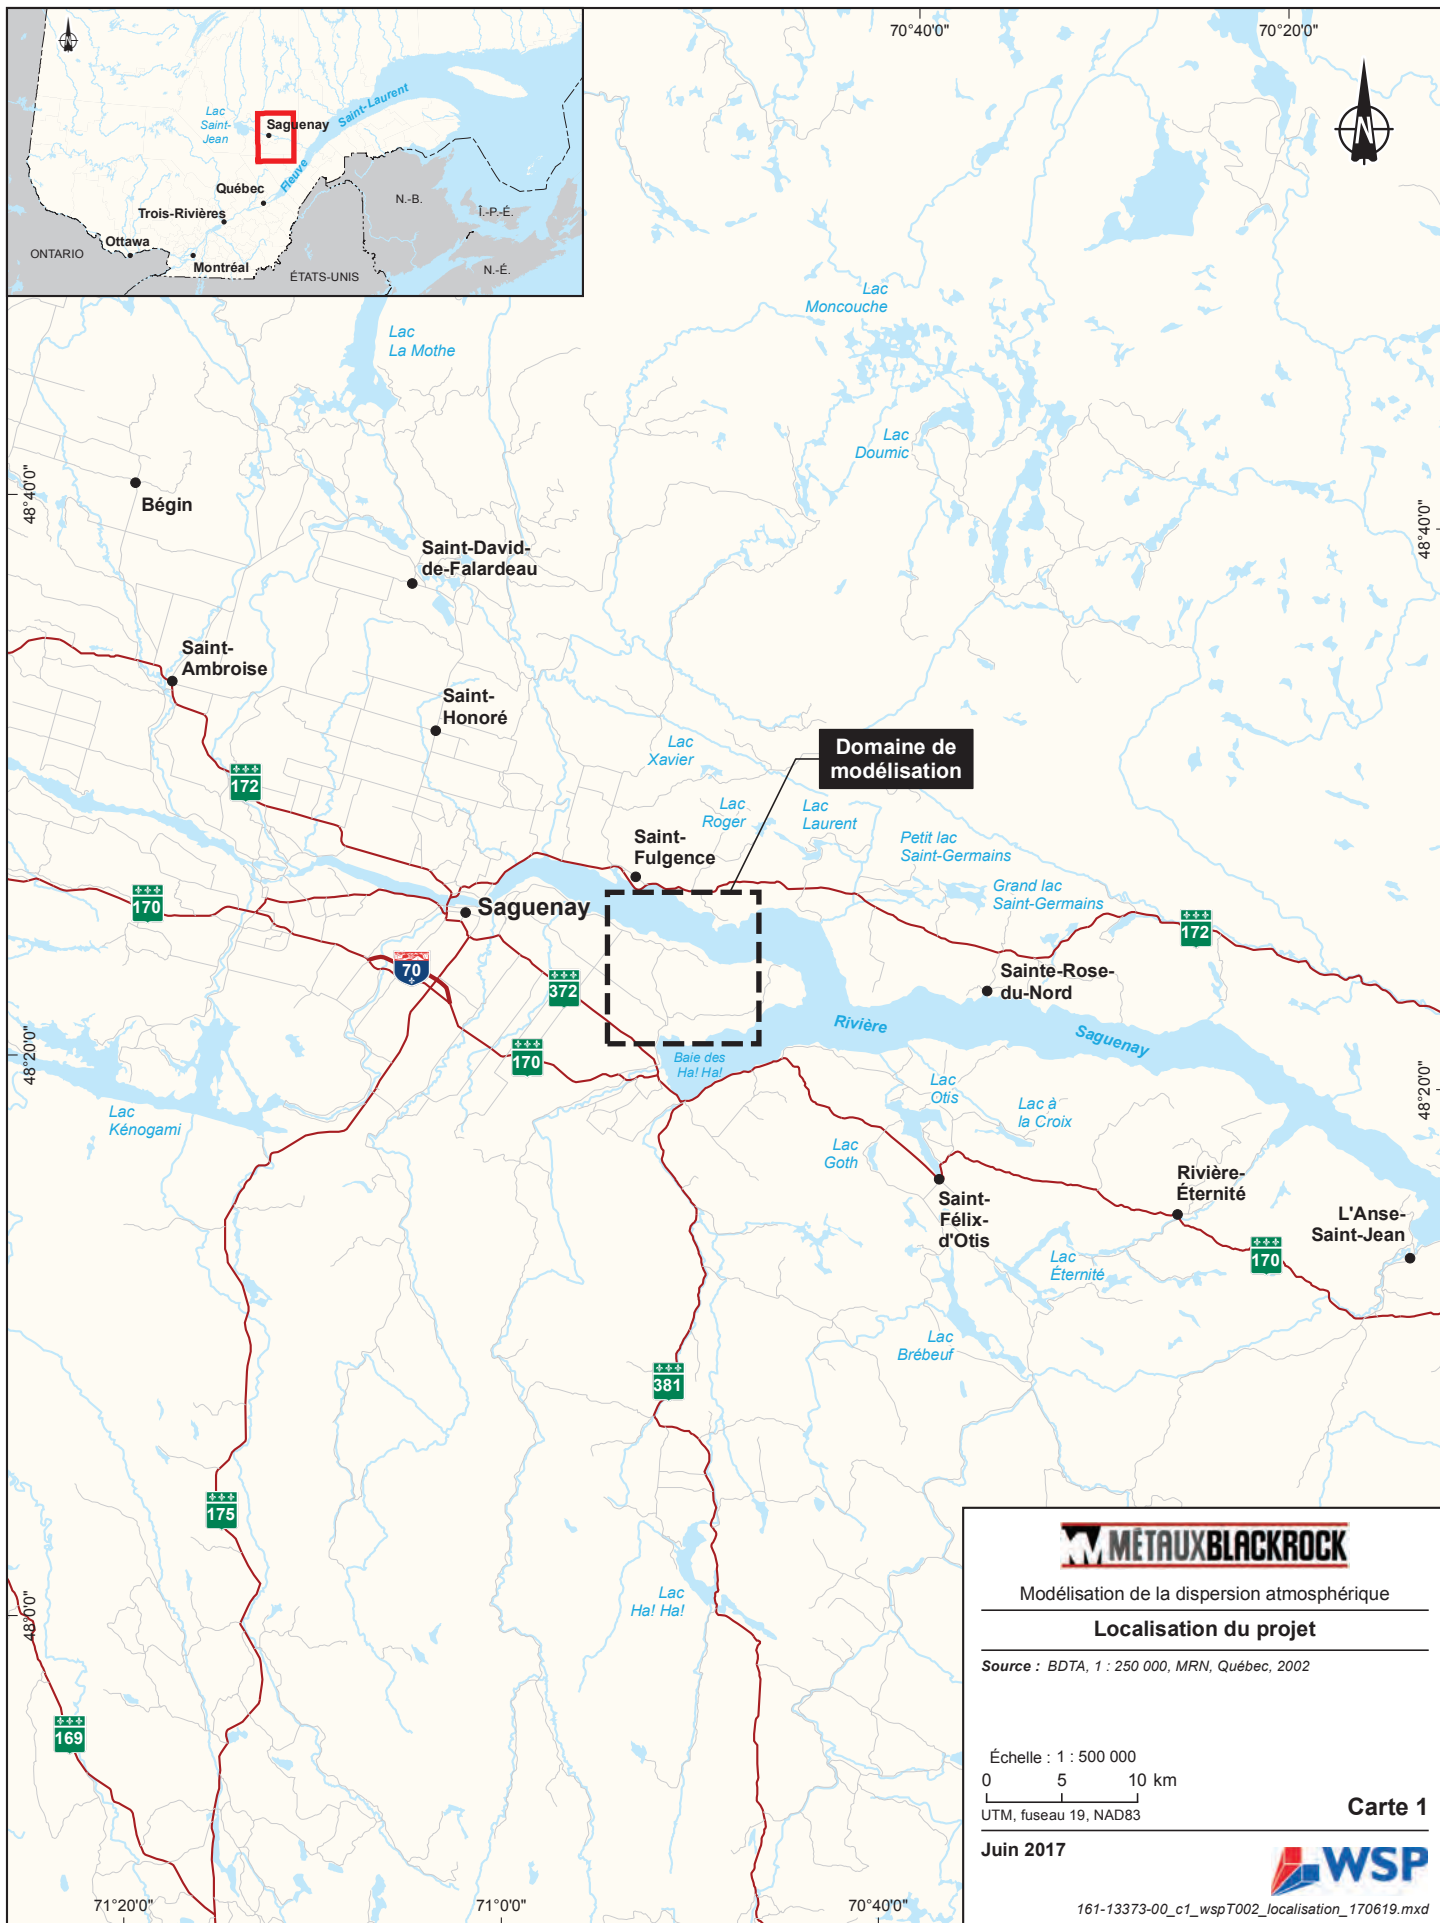 70°40'0"
70°20'0"
Lac
Saint-
Jean
Saguenay
Fleuve
Saint-Laurent
Québec
Trois-Rivières
Ottawa
Montréal
ONTARIO
ÉTATS-UNIS
N.-B.
Î.-P.-É.
N.-É.
N
Lac
La Mothe
Lac
Moncouche
Lac
Doumic
48°40'0"
48°40'0"
Bégin
Saint-David-
de-Falardeau
Saint-
Ambroise
Saint-
Honoré
Lac
Xavier
Domaine de
modélisation
172
Lac
Roger
Lac
Laurent
Petit lac
Saint-Germains
Saint-
Fulgence
Grand lac
Saint-Germains
170
Saguenay
172
70
372
Sainte-Rose-
du-Nord
Rivière
Saguenay
48°20'0"
48°20'0"
170
Baie des
Ha! Ha!
Lac
Otis
Lac à
la Croix
Lac
Kénogami
Lac
Goth
Saint-
Félix-
d'Otis
Rivière-
Éternité
L'Anse-
Saint-Jean
Lac
Éternité
170
Lac
Brébeuf
381
175
Lac
Ha! Ha!
48°0'0"
169
71°20'0"
71°0'0"
70°40'0"
MÉTAUXBLACKROCK
Modélisation de la dispersion atmosphérique
Localisation du projet
Source : BDTA, 1 : 250 000, MRN, Québec, 2002
Échelle : 1 : 500 000
0 5 10 km
UTM, fuseau 19, NAD83
Carte 1
Juin 2017
WSP
161-13373-00_c1_wspT002_localisation_170619.mxd